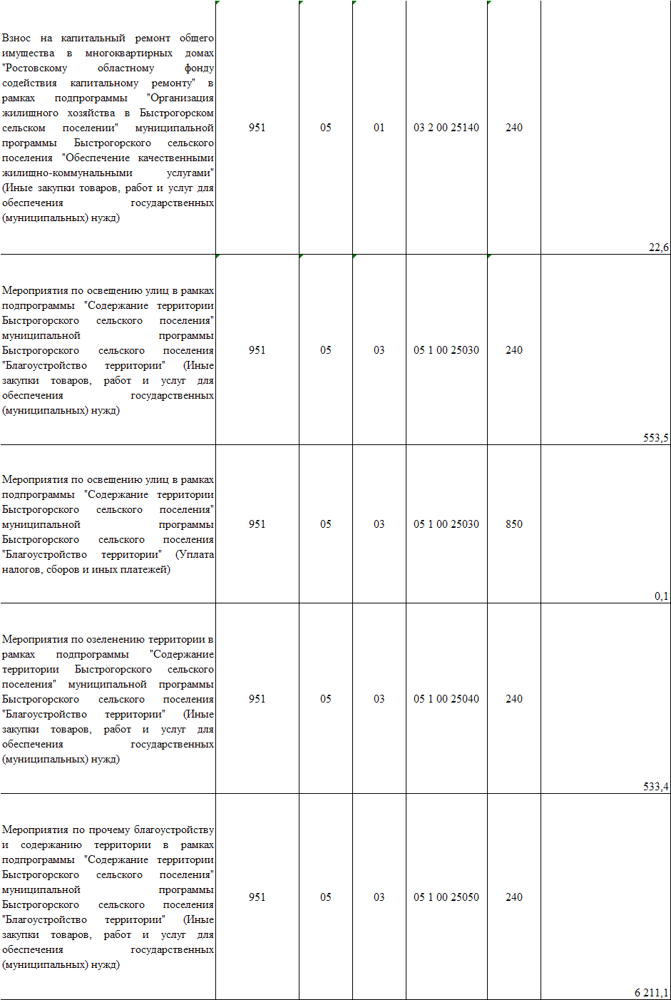 Взнос на капитальный ремонт общего
имущества в многоквартирных домах
"Ростовскому областному фонду
содействия капитальному ремонту" в
рамках подпрограммы "Организация
жилищного хозяйства в Быстрогорском
сельском поселении" муниципальной
программы Быстрогорского сельского
поселения "Обеспечение качественными
жилищно-коммунальными услугами"
(Иные закупки товаров, работ и услуг для
обеспечения государственных
(муниципальных) нужд)
951 05 01 03 2 00 25140 240
22,6
Мероприятия по освещению улиц в рамках
подпрограммы "Содержание территории
Быстрогорского сельского поселения"
муниципальной программы
Быстрогорского сельского поселения
"Благоустройство территории" (Иные
закупки товаров, работ и услуг для
обеспечения государственных
(муниципальных) нужд)
951 05 03 05 1 00 25030 240
553,5
Мероприятия по освещению улиц в рамках
подпрограммы "Содержание территории
Быстрогорского сельского поселения"
муниципальной программы
Быстрогорского сельского поселения
"Благоустройство территории" (Уплата
налогов, сборов и иных платежей)
951 05 03 05 1 00 25030 850
0,1
Мероприятия по озеленению территории в
рамках подпрограммы "Содержание
территории Быстрогорского сельского
поселения" муниципальной программы
Быстрогорского сельского поселения
"Благоустройство территории" (Иные
закупки товаров, работ и услуг для
обеспечения государственных
(муниципальных) нужд)
951 05 03 05 1 00 25040 240
533,4
Мероприятия по прочему благоустройству
и содержанию территории в рамках
подпрограммы "Содержание территории
Быстрогорского сельского поселения"
муниципальной программы
Быстрогорского сельского поселения
"Благоустройство территории" (Иные
закупки товаров, работ и услуг для
обеспечения государственных
(муниципальных) нужд)
951 05 03 05 1 00 25050 240
6 211,1